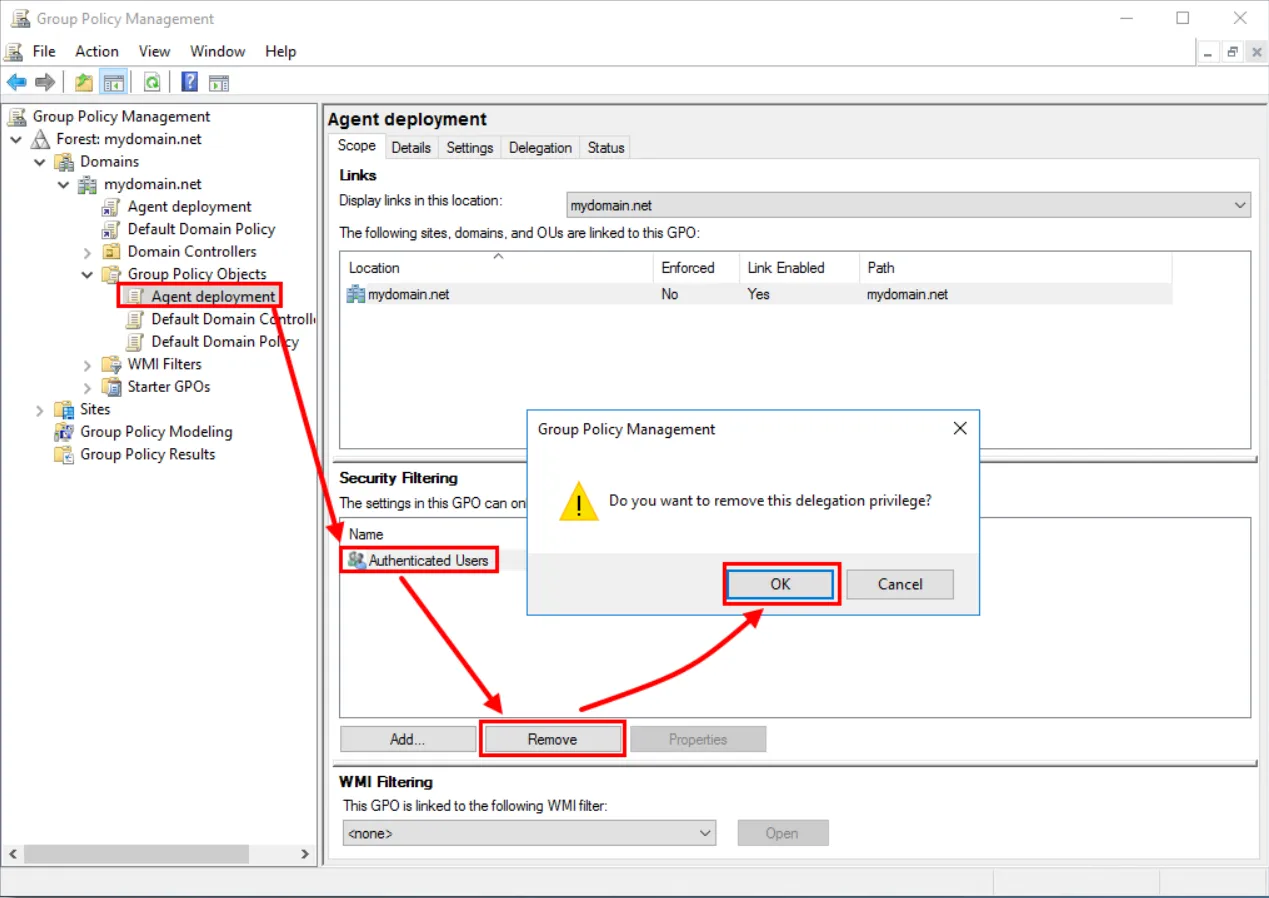 Group Policy Management
File Action View Window Help
Group Policy Management
Forest: mydomain.net
Domains
mydomain.net
Agent deployment
Default Domain Policy
Domain Controllers
Group Policy Objects
Agent deployment
Default Domain Controlle
Default Domain Policy
WMI Filters
Starter GPOs
Sites
Group Policy Modeling
Group Policy Results
Agent deployment
Scope Details Settings Delegation Status
Links
Display links in this location: mydomain.net
The following sites, domains, and OUs are linked to this GPO:
Location Enforced Link Enabled Path
mydomain.net No Yes mydomain.net
Security Filtering
The settings in this GPO can on
Name
Authenticated Users
Group Policy Management
Do you want to remove this delegation privilege?
OK Cancel
Add... Remove Properties
WMI Filtering
This GPO is linked to the following WMI filter:
<none> Open